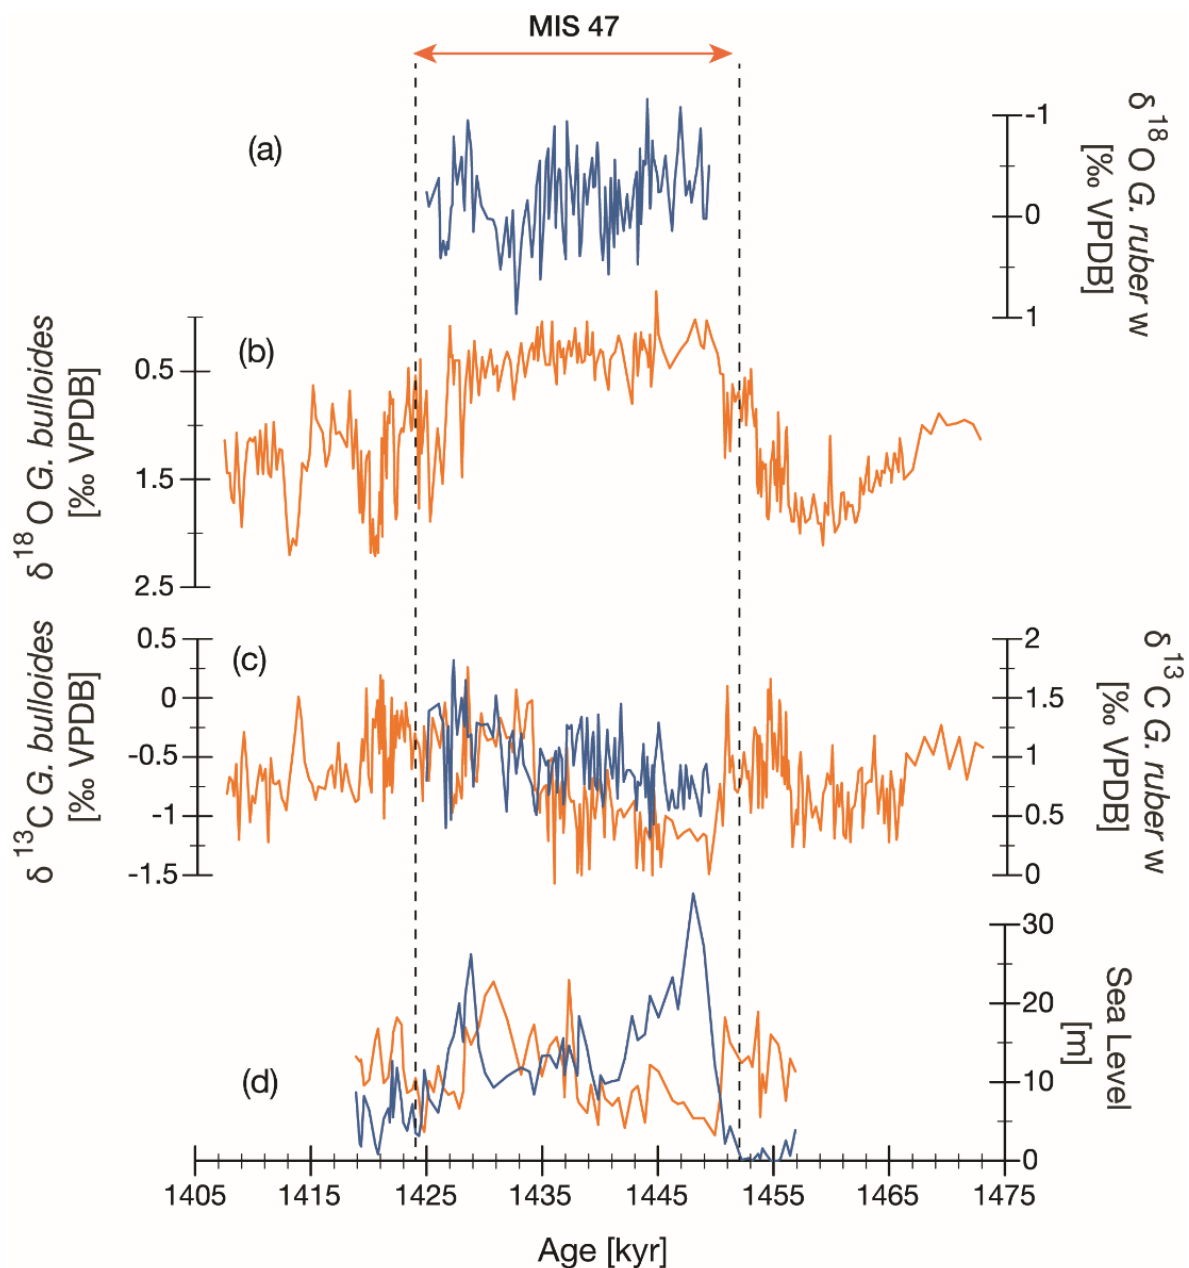 MIS 47
(a)
δ18O G. ruber w
[‰ VPDB]
-1
0
1
(b)
δ18O G. bulloides
[‰ VPDB]
0.5
1.5
2.5
(c)
δ13C G. bulloides
[‰ VPDB]
0.5
0
-0.5
-1
-1.5
δ13C G. ruber w
[‰ VPDB]
2
1.5
1
0.5
0
(d)
Sea Level
[m]
30
20
10
0
1405 1415 1425 1435 1445 1455 1465 1475
Age [kyr]